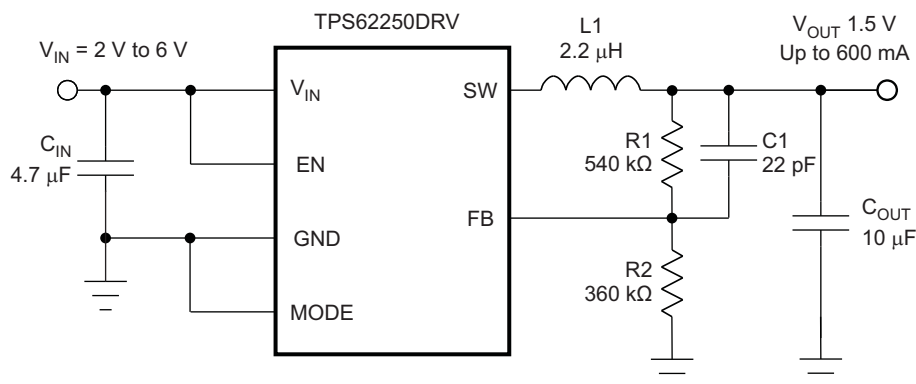 TPS62250DRV
V_IN = 2 V to 6 V
L1
2.2 μH
V_OUT 1.5 V
Up to 600 mA
V_IN
SW
C_IN
4.7 μF
EN
R1
540 kΩ
C1
22 pF
GND
FB
C_OUT
10 μF
R2
360 kΩ
MODE